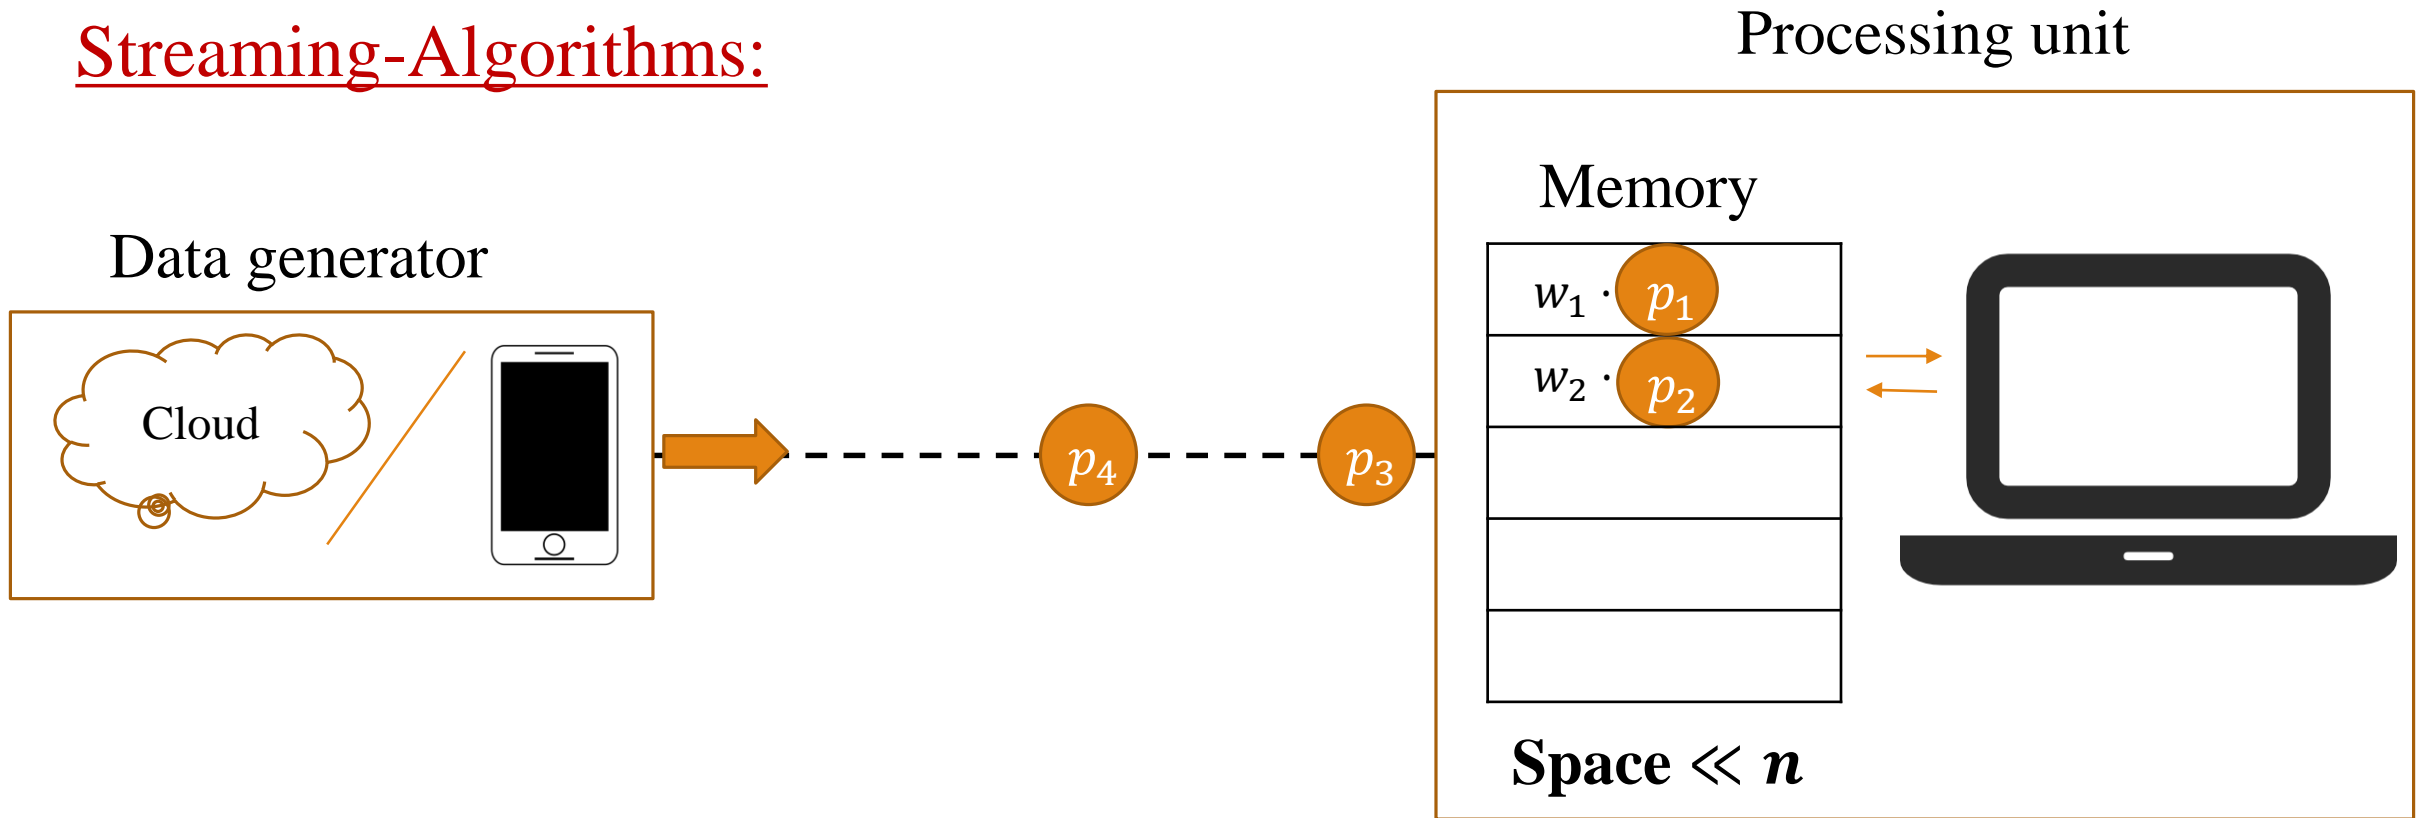 Streaming-Algorithms:
Processing unit
Memory
Data generator
w₁ · p₁
w₂ · p₂
Cloud
p₄
p₃
Space ≪ n